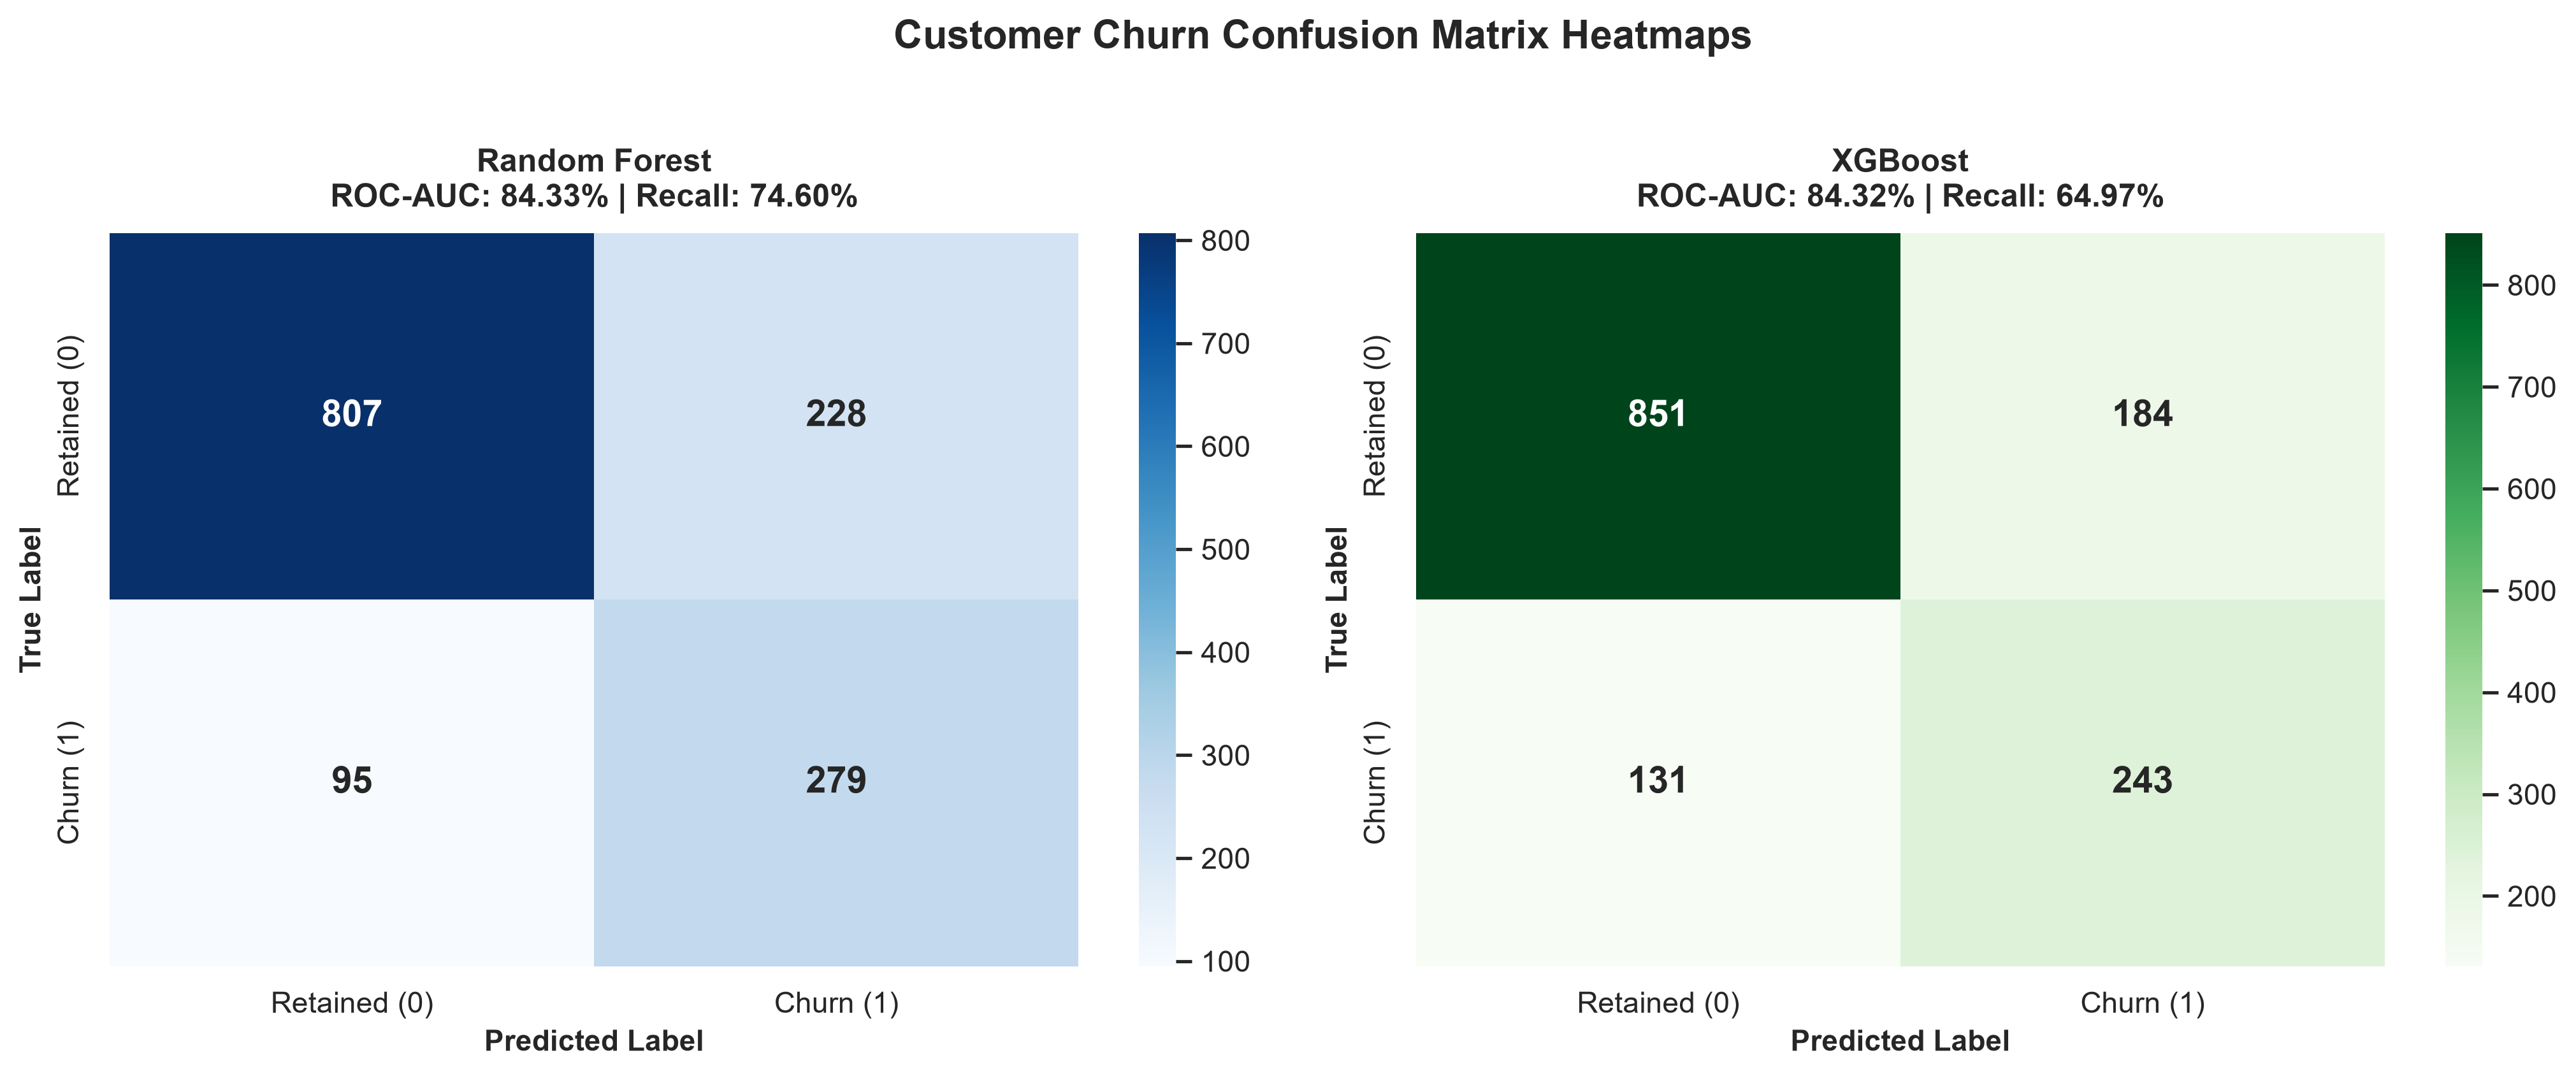 Customer Churn Confusion Matrix Heatmaps
Random Forest
ROC-AUC: 84.33% | Recall: 74.60%
True Label
Retained (0)
Churn (1)
807
228
95
279
Retained (0)
Churn (1)
Predicted Label
800
700
600
500
400
300
200
100
XGBoost
ROC-AUC: 84.32% | Recall: 64.97%
True Label
Retained (0)
Churn (1)
851
184
131
243
Retained (0)
Churn (1)
Predicted Label
800
700
600
500
400
300
200